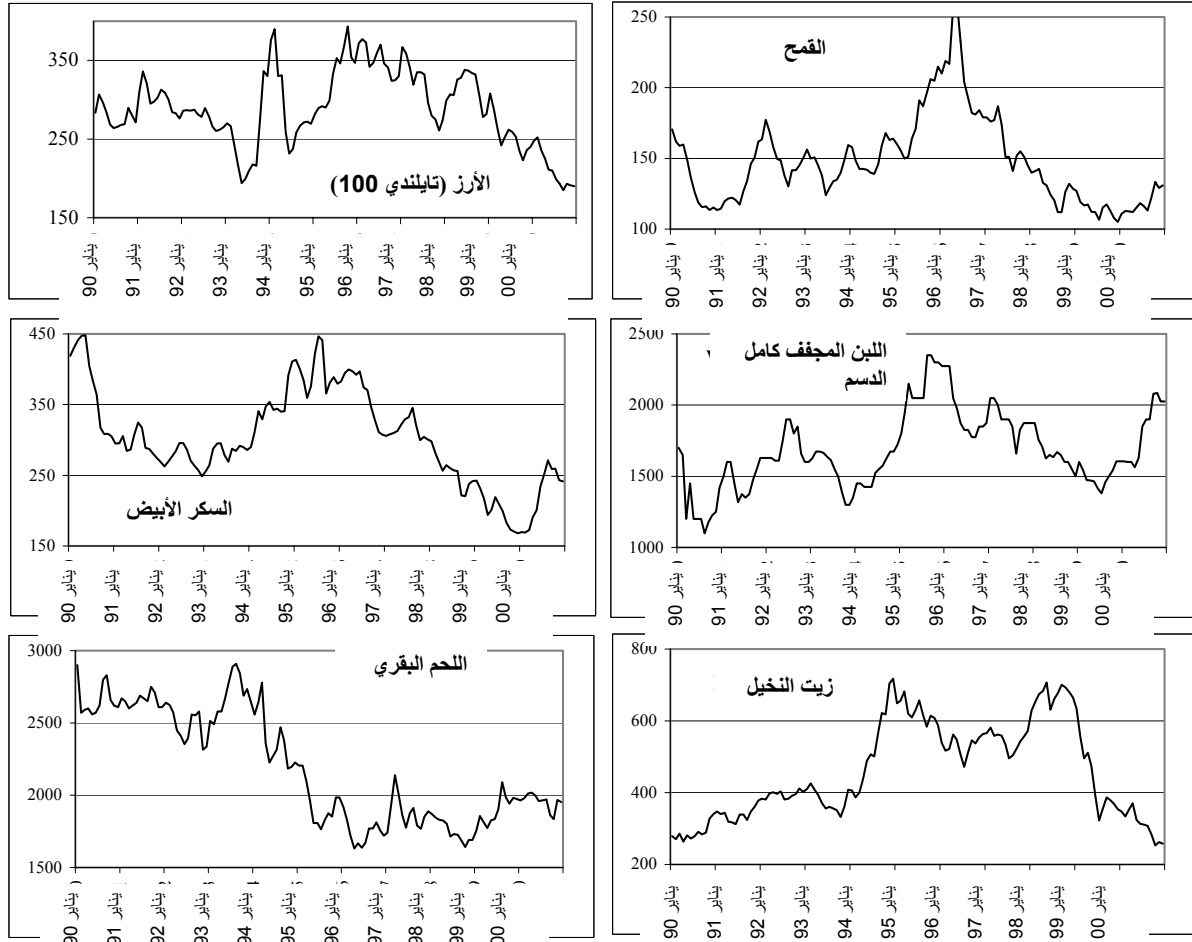 350
250
150
الأرز (تايلندي 100)
يناير 90
يناير 91
يناير 92
يناير 93
يناير 94
يناير 95
يناير 96
يناير 97
يناير 98
يناير 99
يناير 00
250
200
150
100
القمح
يناير 90
يناير 91
يناير 92
يناير 93
يناير 94
يناير 95
يناير 96
يناير 97
يناير 98
يناير 99
يناير 00
450
350
250
150
السكر الأبيض
يناير 90
يناير 91
يناير 92
يناير 93
يناير 94
يناير 95
يناير 96
يناير 97
يناير 98
يناير 99
يناير 00
2500
2000
1500
1000
اللبن المجفف كامل
الدسم
يناير 90
يناير 91
يناير 92
يناير 93
يناير 94
يناير 95
يناير 96
يناير 97
يناير 98
يناير 99
يناير 00
3000
2500
2000
1500
اللحم البقري
يناير 90
يناير 91
يناير 92
يناير 93
يناير 94
يناير 95
يناير 96
يناير 97
يناير 98
يناير 99
يناير 00
800
600
400
200
زيت النخيل
يناير 90
يناير 91
يناير 92
يناير 93
يناير 94
يناير 95
يناير 96
يناير 97
يناير 98
يناير 99
يناير 00